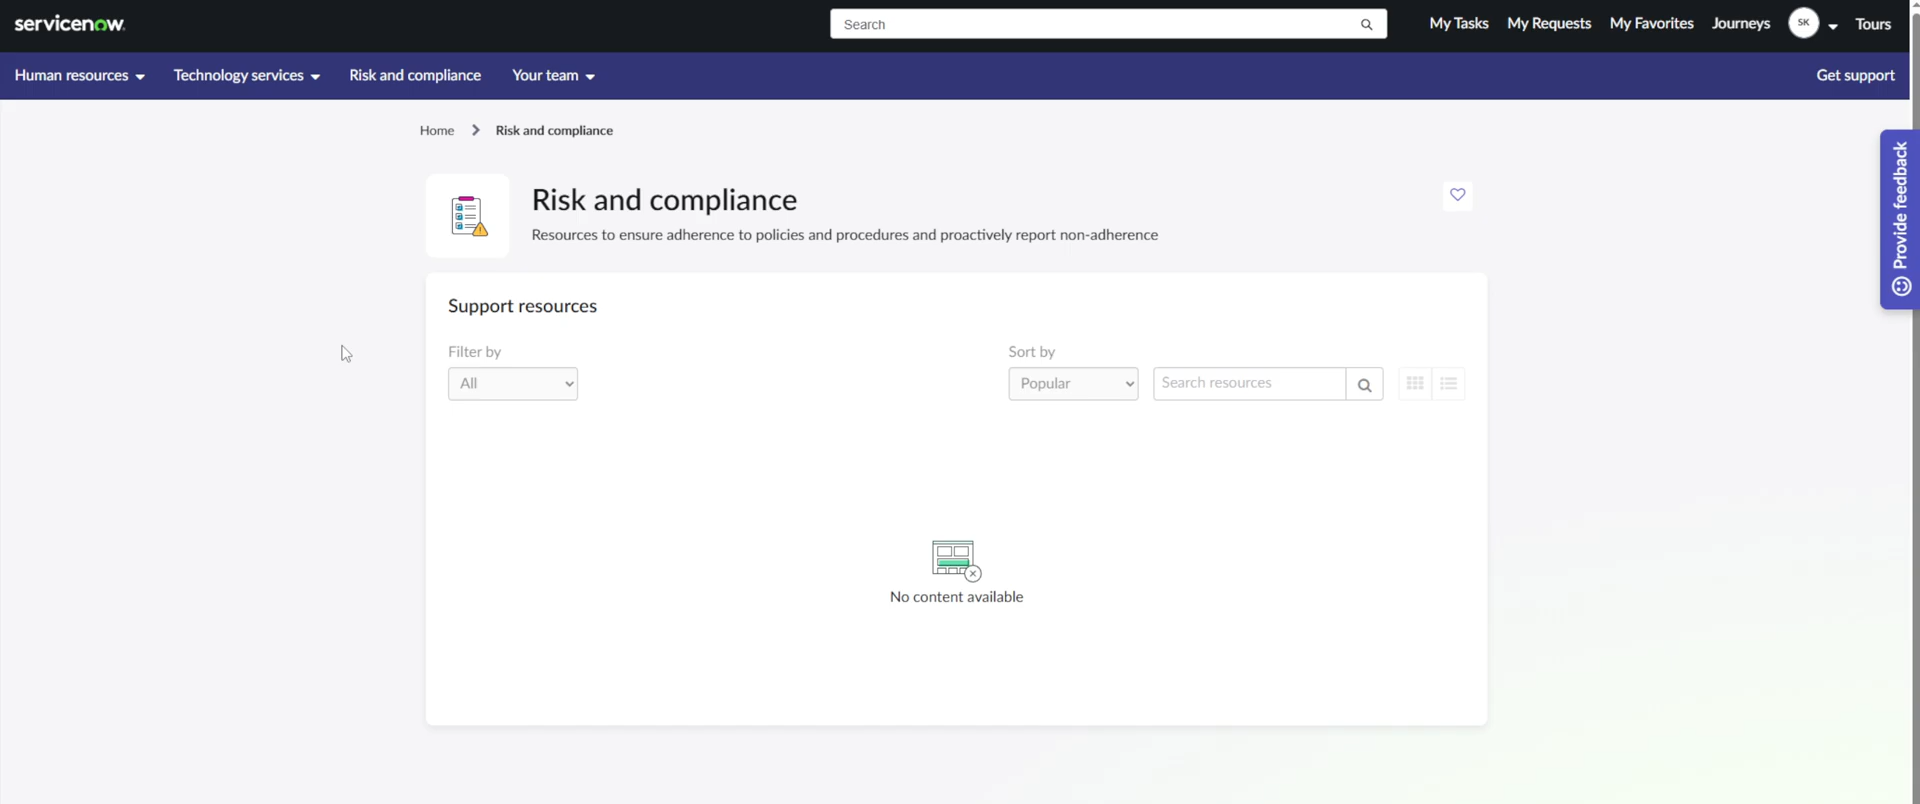 servicenow
Search
My Tasks
My Requests
My Favorites
Journeys
SK
Tours
Human resources
Technology services
Risk and compliance
Your team
Get support
Home
Risk and compliance
Provide feedback
Risk and compliance
Resources to ensure adherence to policies and procedures and proactively report non-adherence
Support resources
Filter by
Sort by
All
Popular
Search resources
No content available